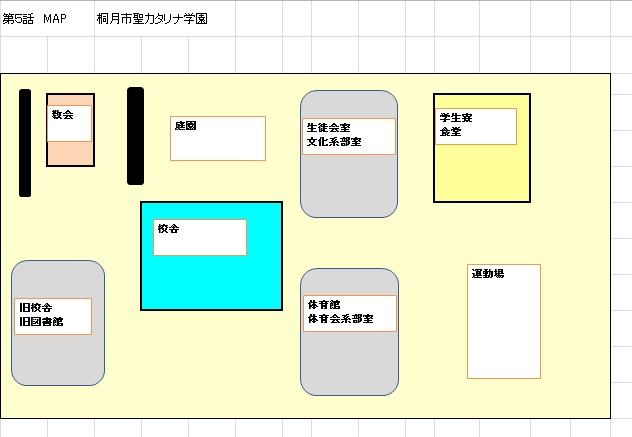 第5話 MAP 桐月市聖カタリナ学園
教会
庭園
生徒会室
文化系部室
学生寮
食堂
校舎
旧校舎
旧図書館
体育館
体育会系部室
運動場